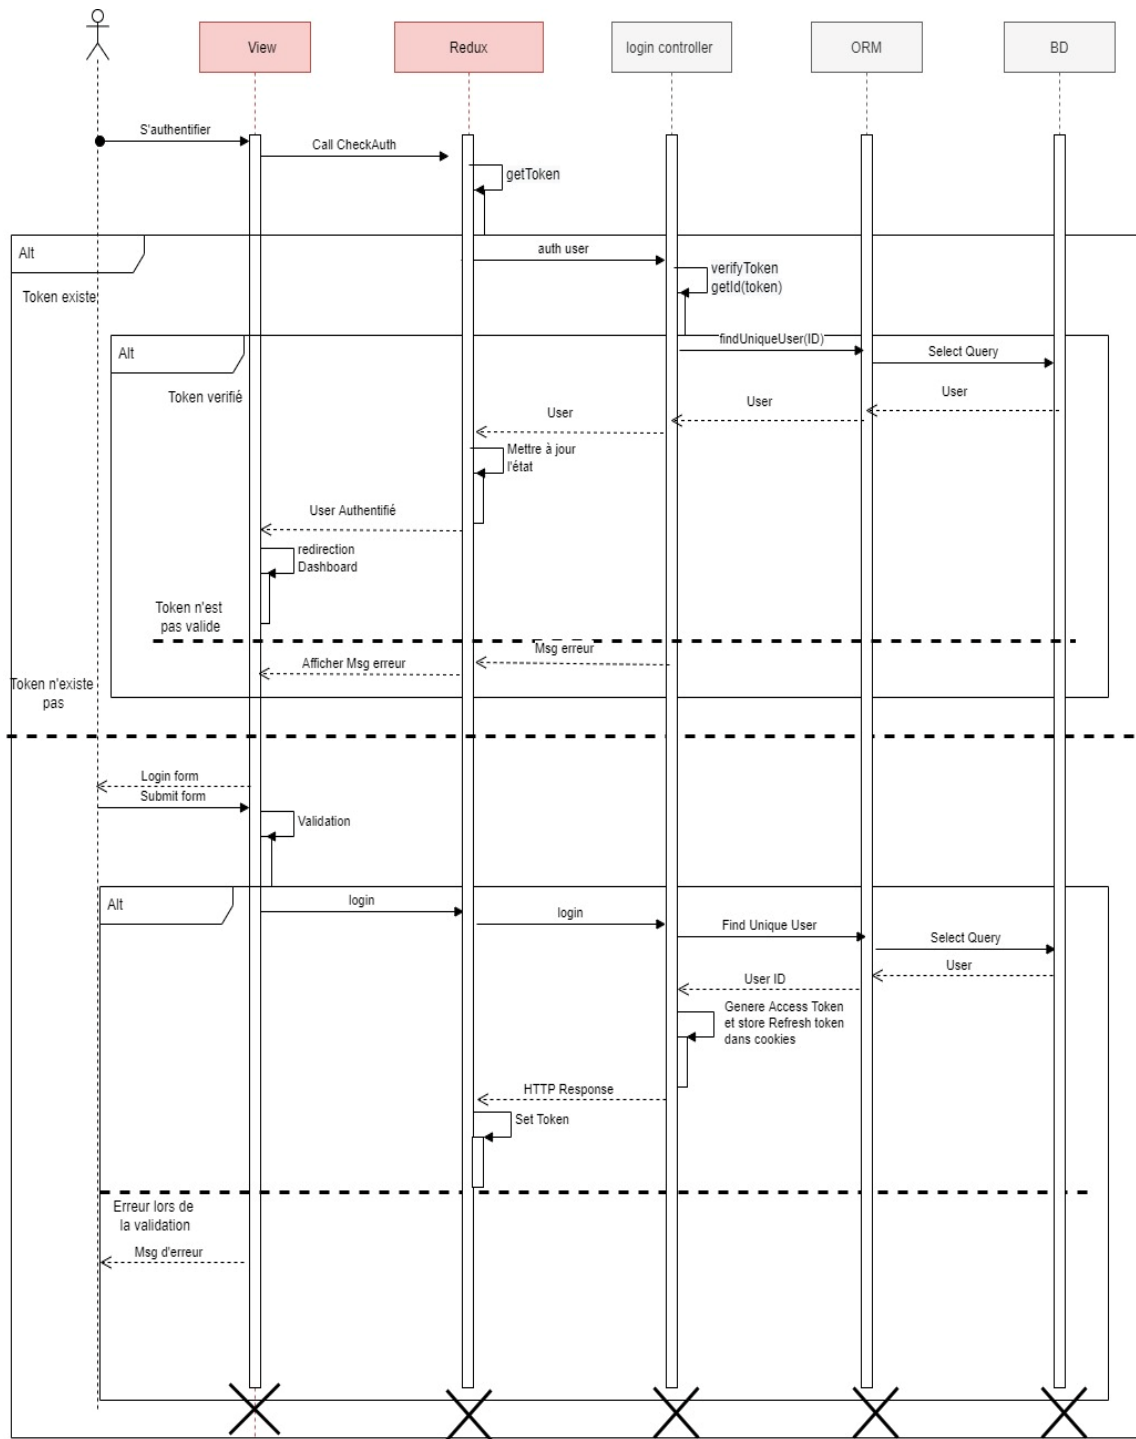 View
Redux
login controller
ORM
BD
S'authentifier
Call CheckAuth
getToken
Alt
auth user
verifyToken
getId(token)
Token existe
Alt
findUniqueUser(ID)
Select Query
Token verifié
User
User
User
Mettre à jour
l'état
User Authentifié
redirection
Dashboard
Token n'est
pas valide
Msg erreur
Afficher Msg erreur
Token n'existe
pas
Login form
Submit form
Validation
Alt
login
login
Find Unique User
Select Query
User
User ID
Genere Access Token
et store Refresh token
dans cookies
HTTP Response
Set Token
Erreur lors de
la validation
Msg d'erreur